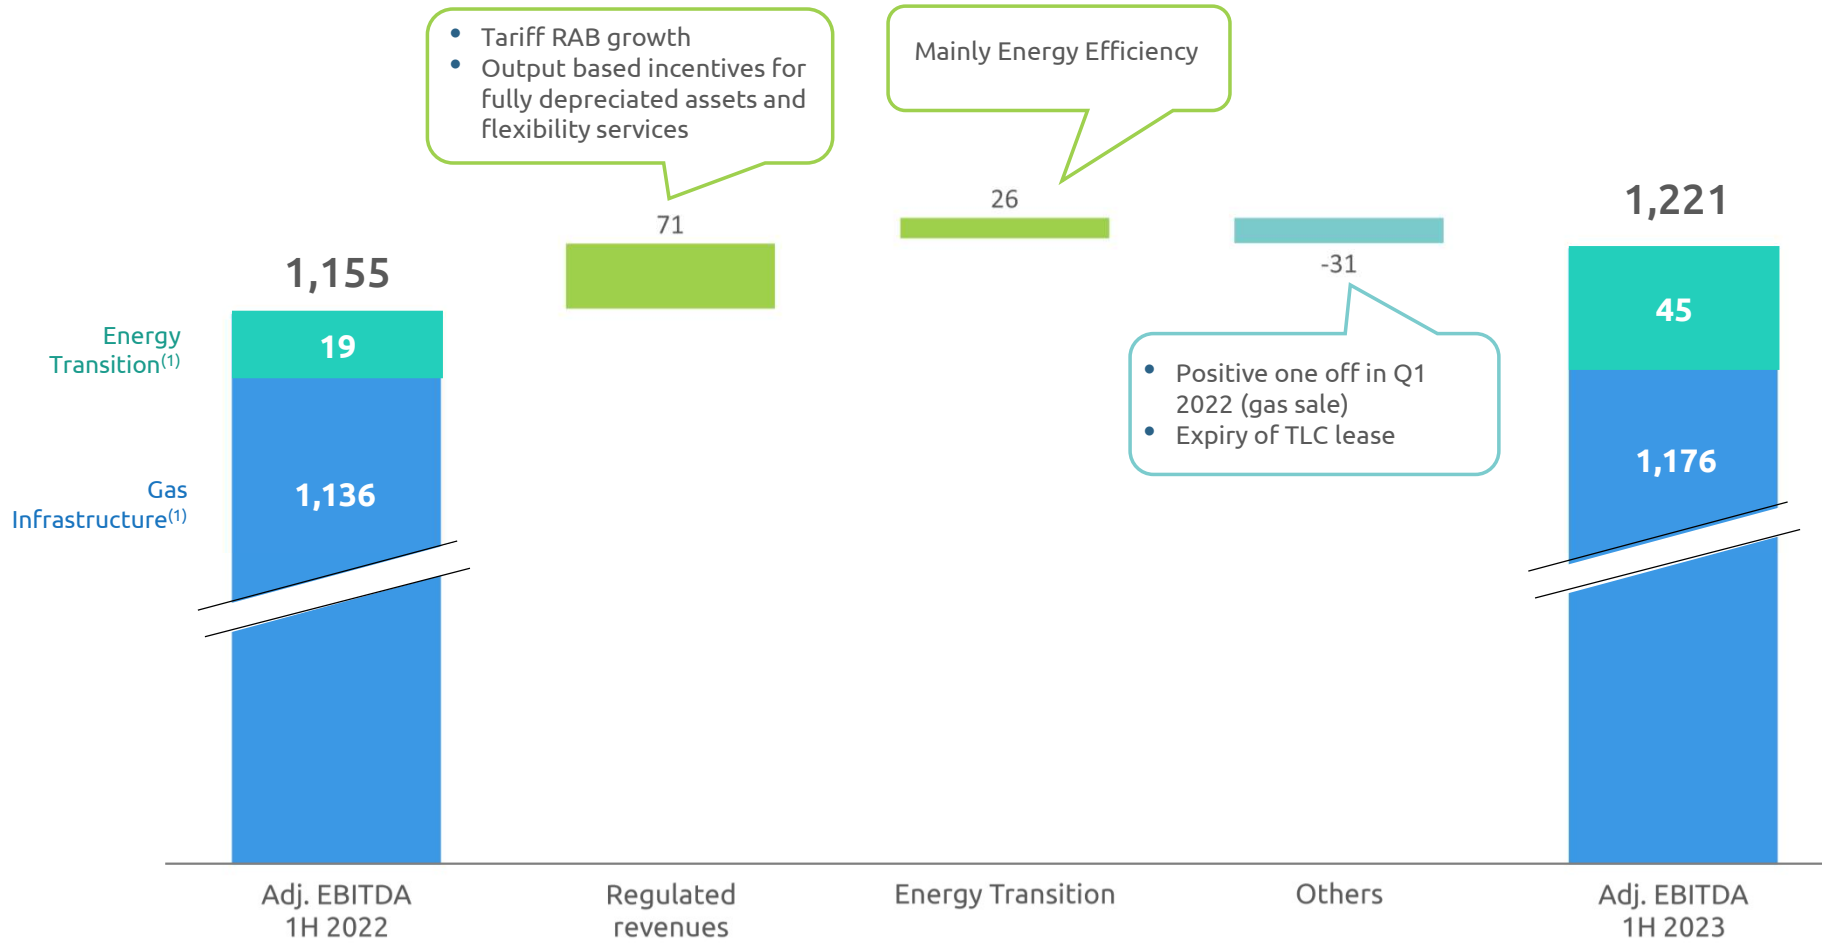 • Tariff RAB growth
• Output based incentives for
fully depreciated assets and
flexibility services
Mainly Energy Efficiency
26
71
1,221
1,155
-31
Energy
Transition(1)
19
45
• Positive one off in Q1
2022 (gas sale)
• Expiry of TLC lease
Gas
Infrastructure(1)
1,136
1,176
Adj. EBITDA
1H 2022
Regulated
revenues
Energy Transition
Others
Adj. EBITDA
1H 2023